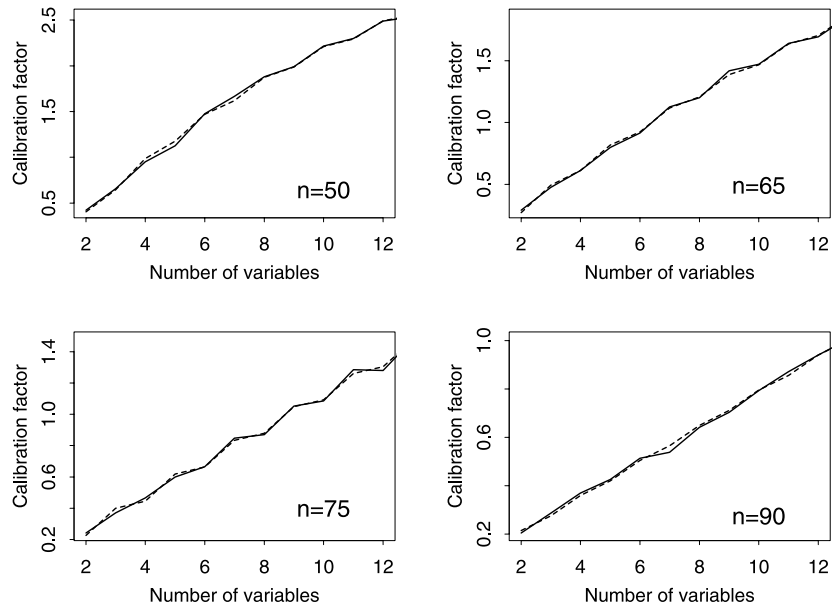 Calibration factor
2.5
1.5
0.5
n=50
2 4 6 8 10 12
Number of variables
Calibration factor
1.5
1.0
0.5
n=65
2 4 6 8 10 12
Number of variables
Calibration factor
1.4
1.0
0.6
0.2
n=75
2 4 6 8 10 12
Number of variables
Calibration factor
1.0
0.6
0.2
n=90
2 4 6 8 10 12
Number of variables